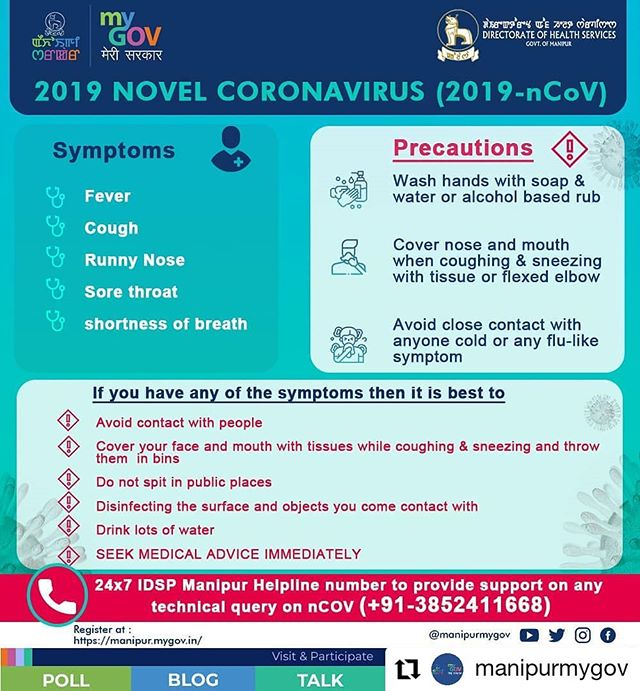 my
GOV
मेरी सरकार
DIRECTORATE OF HEALTH SERVICES
GOVT. OF MANIPUR
2019 NOVEL CORONAVIRUS (2019-nCoV)
Symptoms
Fever
Cough
Runny Nose
Sore throat
shortness of breath
Precautions
Wash hands with soap &
water or alcohol based rub
Cover nose and mouth
when coughing & sneezing
with tissue or flexed elbow
Avoid close contact with
anyone cold or any flu-like
symptom
If you have any of the symptoms then it is best to
Avoid contact with people
Cover your face and mouth with tissues while coughing & sneezing and throw
them in bins
Do not spit in public places
Disinfecting the surface and objects you come contact with
Drink lots of water
SEEK MEDICAL ADVICE IMMEDIATELY
24x7 IDSP Manipur Helpline number to provide support on any
technical query on nCOV (+91-3852411668)
Register at :
https://manipur.mygov.in/
@manipurmygov
Visit & Participate
POLL
BLOG
TALK
manipurmygov